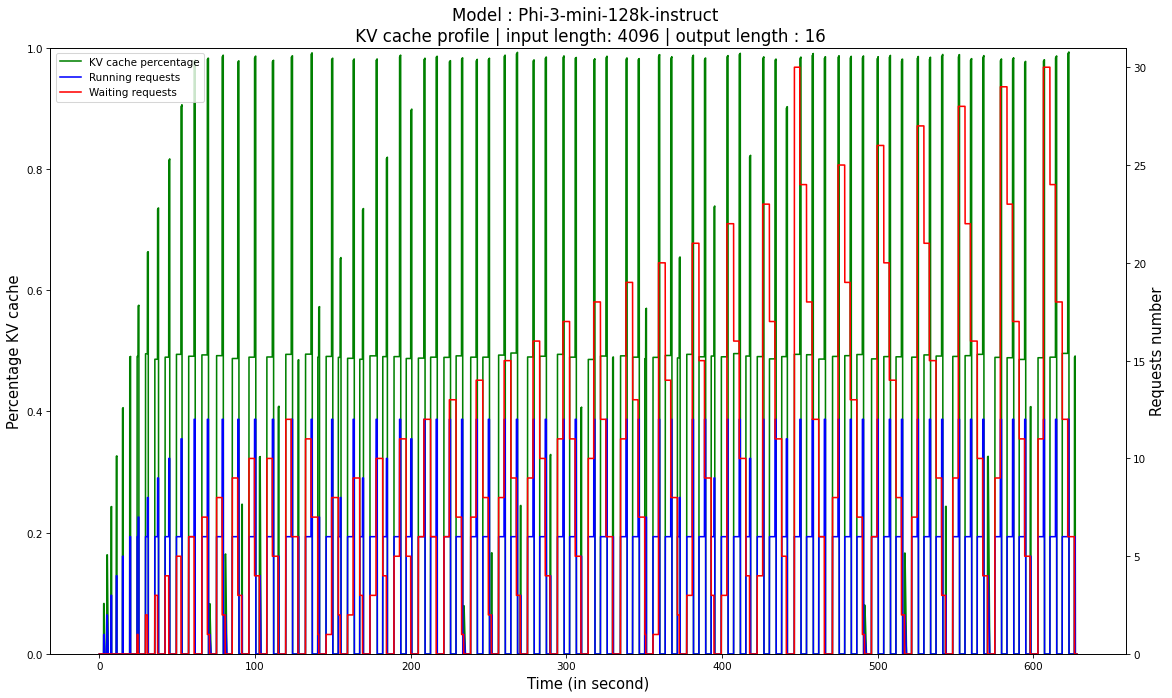 Model : Phi-3-mini-128k-instruct
KV cache profile | input length: 4096 | output length : 16
KV cache percentage
Running requests
Waiting requests
Percentage KV cache
1.0
0.8
0.6
0.4
0.2
0.0
0 100 200 300 400 500 600
Time (in second)
30
25
20
15
10
5
0
Requests number